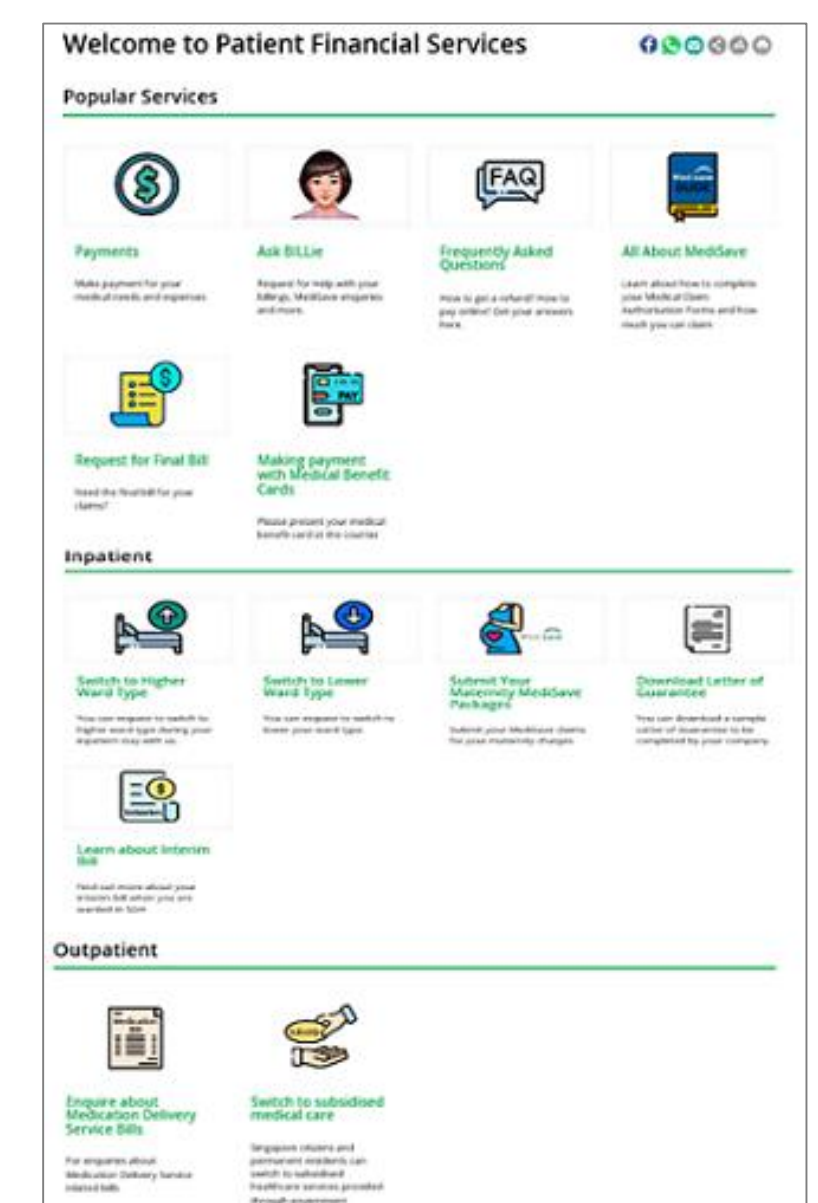 Welcome to Patient Financial Services
Popular Services
FAQ
GUIDE
Payments
Ask BILLie
Frequently Asked
Questions
All About MediSave
Make payment for your
medical needs and expenses
Request for help with your
billings, MediSave enquiries
and more.
How to get a refund? How to
pay online? Get your answers
here.
Learn about how to complete
your Medical Claim
Authorisation Forms and how
much you can claim
PAY
Request for Final Bill
Making payment
with Medical Benefit
Cards
Need the final bill for your
claims?
Please present your medical
benefit card at the counter
Inpatient
Switch to Higher
Ward Type
Switch to Lower
Ward Type
Submit Your
Maternity MediSave
Packages
Download Letter of
Guarantee
You can request to switch to
higher ward type during your
inpatient stay with us.
You can request to switch to
lower your ward type.
Submit your MediSave claims
for your maternity charges
You can download a sample
Letter of Guarantee to be
completed by your company
Learn about Interim
Bill
Find out more about your
interim bill when you are
warded in SGH
Outpatient
Medication
Bill
Enquire about
Medication Delivery
Service Bills
Switch to subsidised
medical care
For enquiries about
Medication Delivery Service
related bills
Singapore citizens and
permanent residents can
switch to subsidised
healthcare services provided
through government